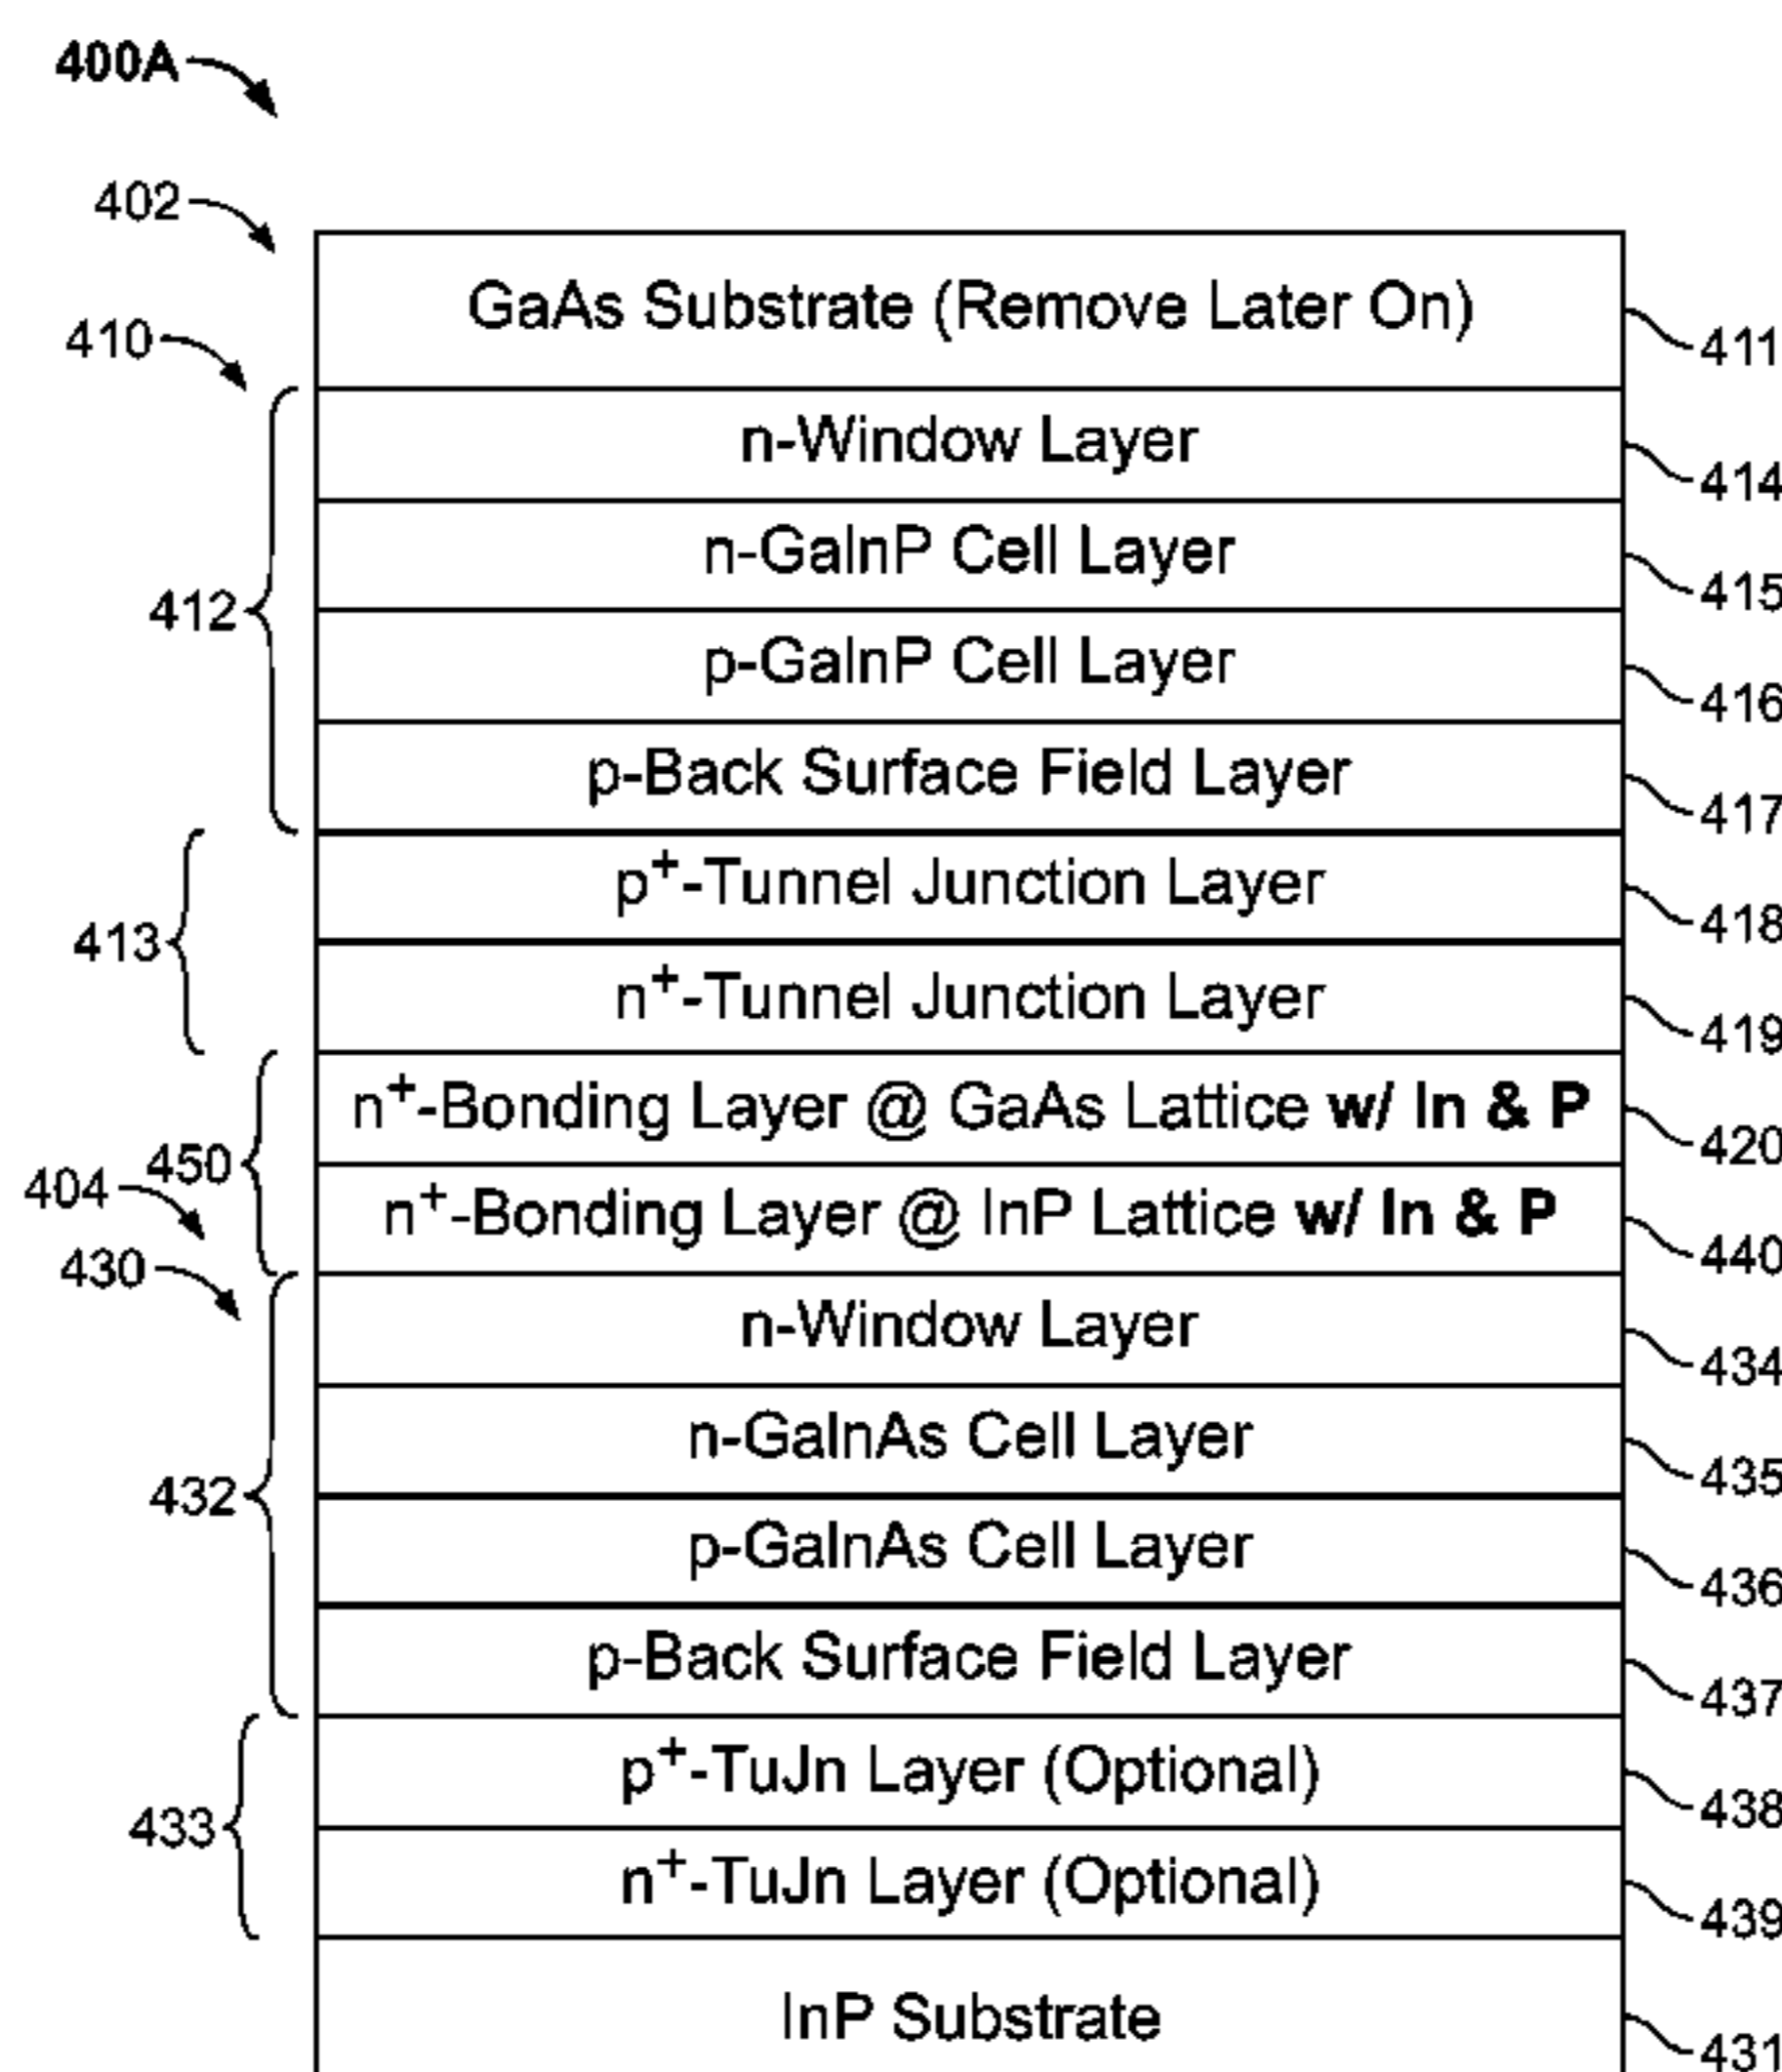 400A
402
GaAs Substrate (Remove Later On)
411
410
n-Window Layer
414
n-GaInP Cell Layer
415
412
p-GaInP Cell Layer
416
p-Back Surface Field Layer
417
p+-Tunnel Junction Layer
418
413
n+-Tunnel Junction Layer
419
n+-Bonding Layer @ GaAs Lattice w/ In & P
420
450
404
n+-Bonding Layer @ InP Lattice w/ In & P
440
430
n-Window Layer
434
n-GaInAs Cell Layer
435
432
p-GaInAs Cell Layer
436
p-Back Surface Field Layer
437
p+-TuJn Layer (Optional)
438
433
n+-TuJn Layer (Optional)
439
InP Substrate
431